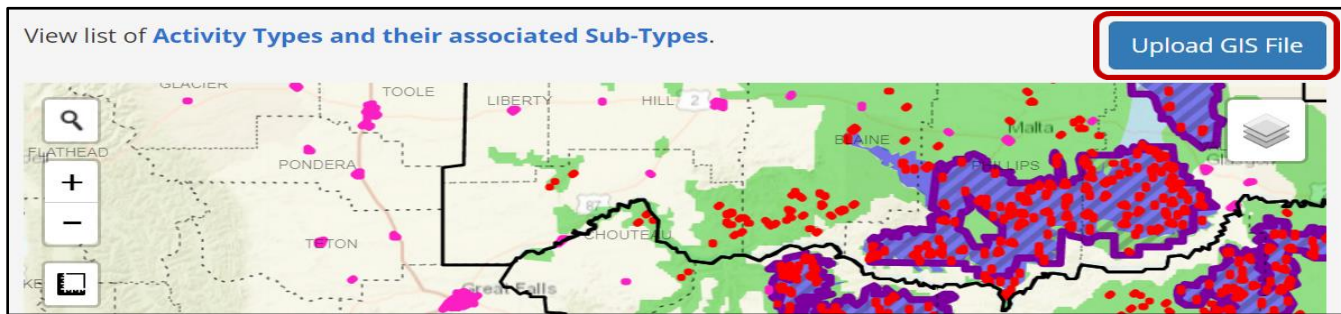 View list of Activity Types and their associated Sub-Types.
Upload GIS File
GLACIER
TOOLE
LIBERTY
HILL
2
BLAINE
Malta
FLATHEAD
PONDERA
PHILLIPS
87
CHOUTEAU
TETON
Great Falls